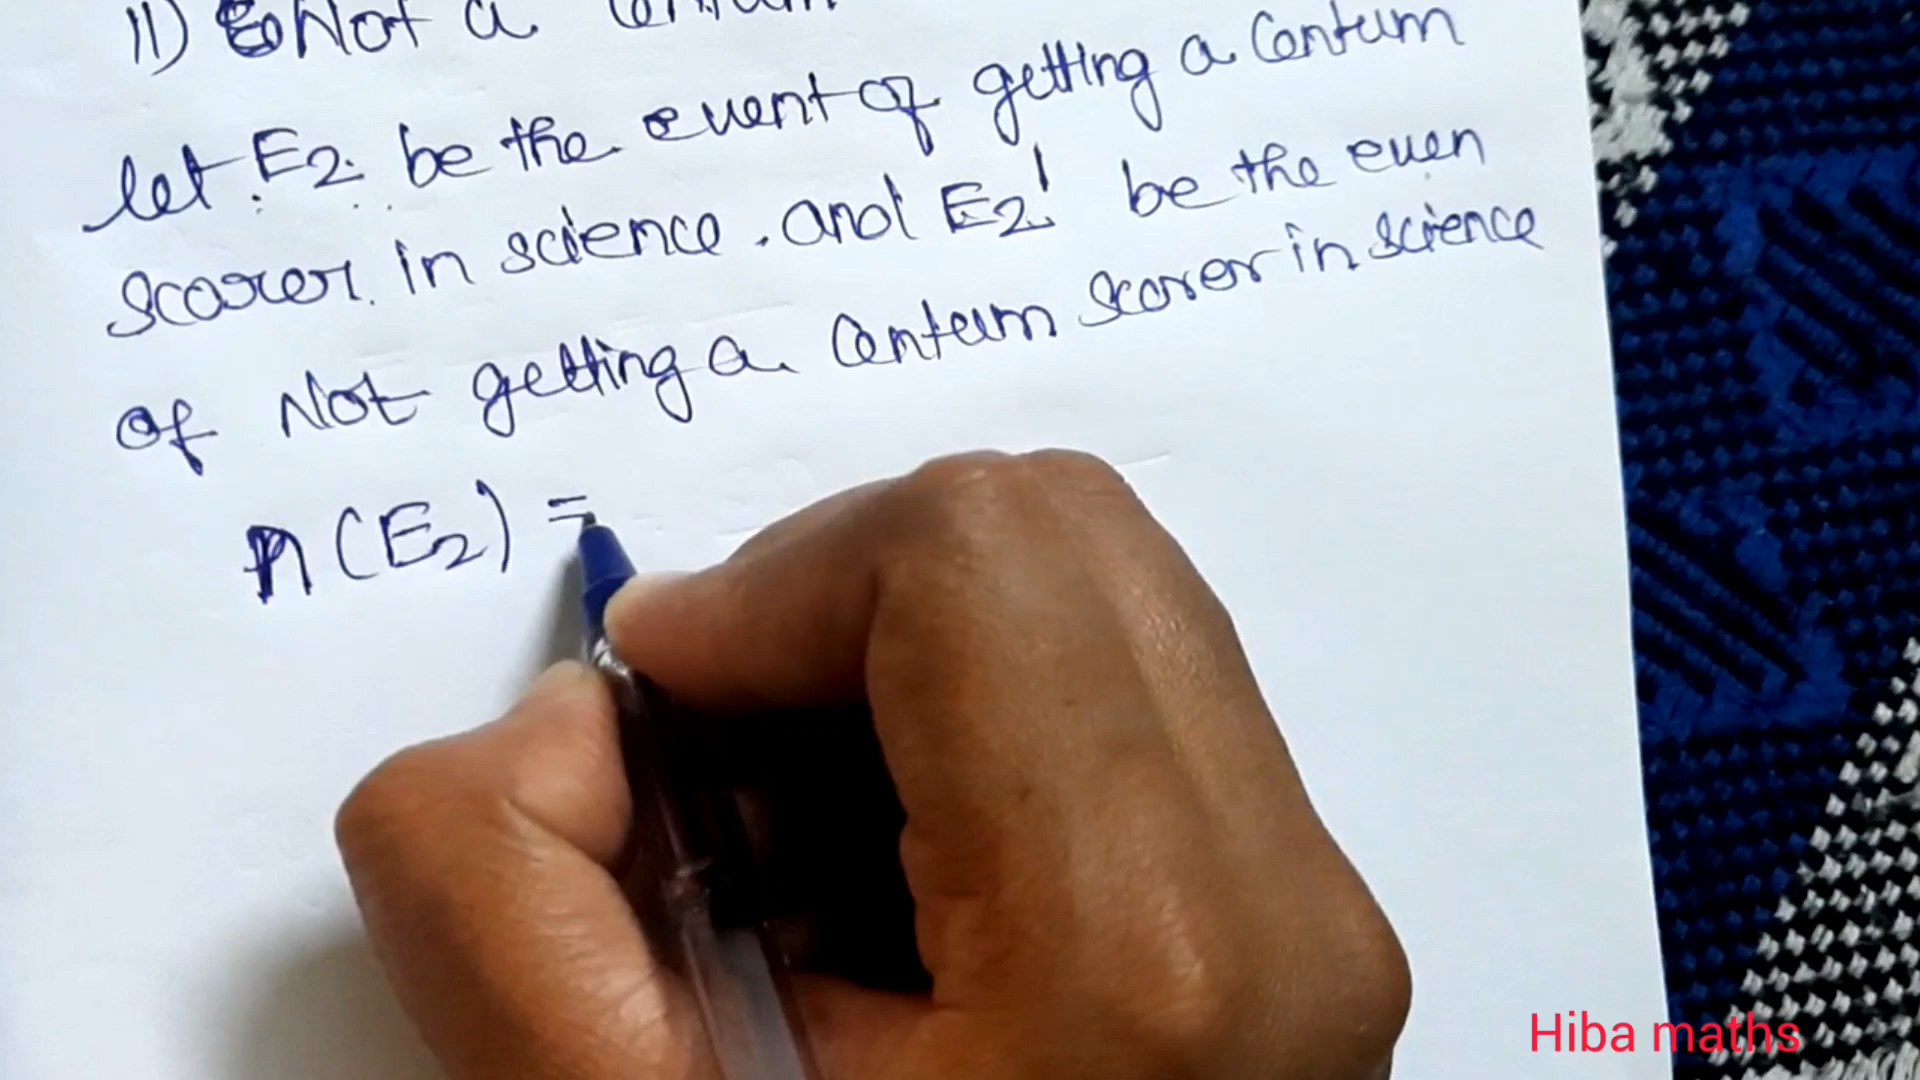 11) Not a
let E2 be the event of getting a Centum
Scorer in science. and E2' be the even
of Not getting a Centum Scorer in science
n(E2) =
Hiba maths